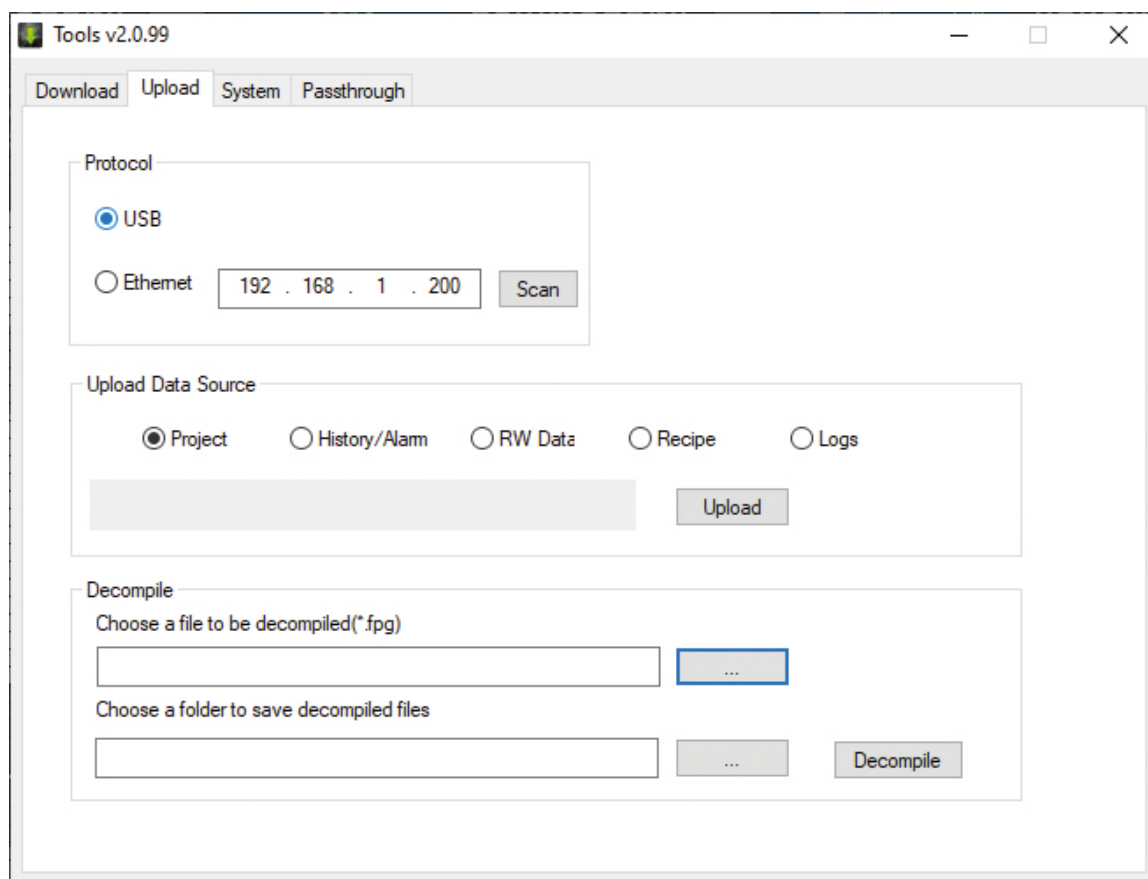 Tools v2.0.99
Download Upload System Passthrough
Protocol
USB
Ethernet 192 . 168 . 1 . 200 Scan
Upload Data Source
Project History/Alarm RW Data Recipe Logs
Upload
Decompile
Choose a file to be decompiled(*.fpg)
...
Choose a folder to save decompiled files
... Decompile